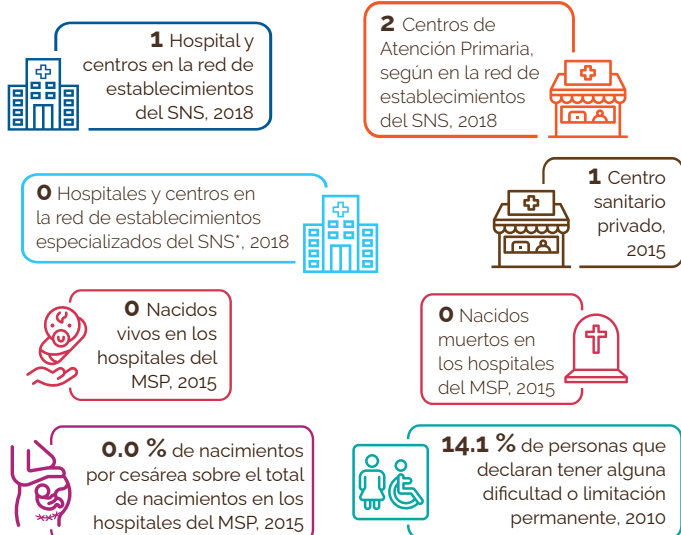 1 Hospital y
centros en la red de
establecimientos
del SNS, 2018
2 Centros de
Atención Primaria,
según en la red de
establecimientos
del SNS, 2018
0 Hospitales y centros en
la red de establecimientos
especializados del SNS*, 2018
1 Centro
sanitario
privado,
2015
0 Nacidos
vivos en los
hospitales del
MSP, 2015
0 Nacidos
muertos en
los hospitales
del MSP, 2015
0.0 % de nacimientos
por cesárea sobre el total
de nacimientos en los
hospitales del MSP, 2015
14.1 % de personas que
declaran tener alguna
dificultad o limitación
permanente, 2010